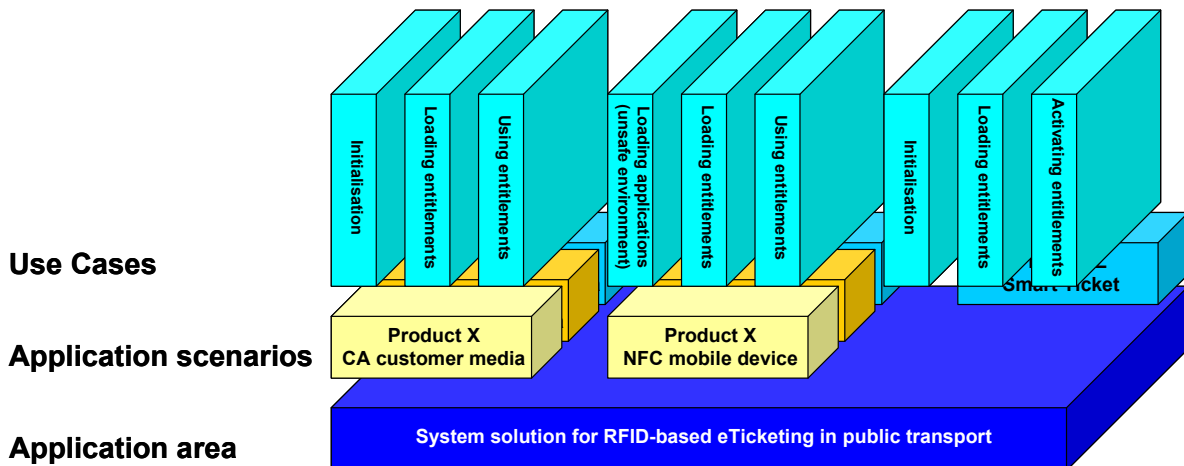 Initialisation
Loading entitlements
Using entitlements
Loading applications
(unsafe environment)
Loading entitlements
Using entitlements
Initialisation
Loading entitlements
Activating entitlements
Use Cases
Smart Ticket
Product X
CA customer media
Product X
NFC mobile device
Application scenarios
System solution for RFID-based eTicketing in public transport
Application area